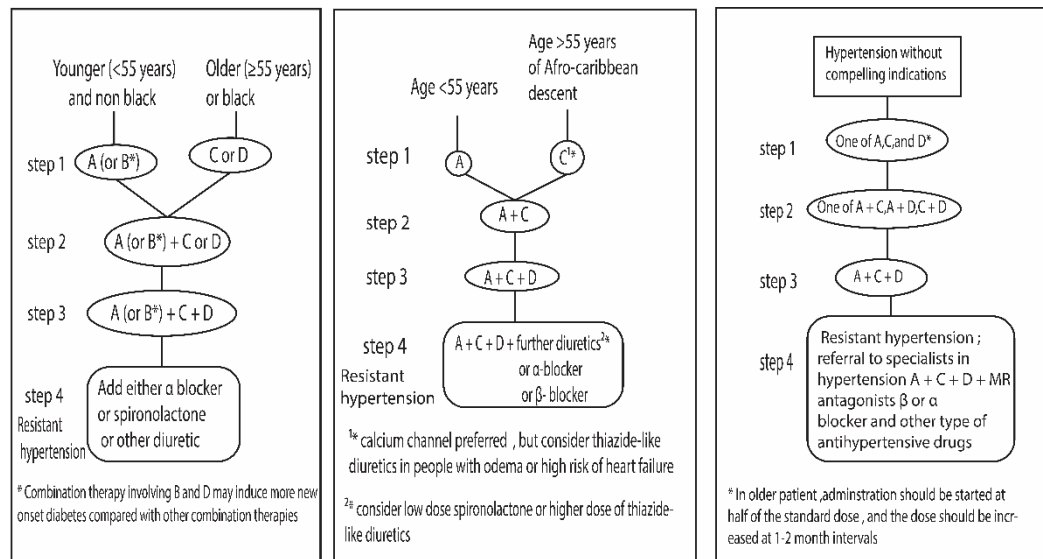 Younger (<55 years)
and non black
Older (≥55 years)
or black
step 1
A (or B*)
C or D
step 2
A (or B*) + C or D
step 3
A (or B*) + C + D
step 4
Resistant
hypertension
Add either α blocker
or spironolactone
or other diuretic
* Combination therapy involving B and D may induce more new
onset diabetes compared with other combination therapies
Age <55 years
Age >55 years
of Afro-caribbean
descent
step 1
A
C¹*
step 2
A + C
step 3
A + C + D
step 4
Resistant
hypertension
A + C + D + further diuretics²*
or α-blocker
or β- blocker
¹* calcium channel preferred , but consider thiazide-like
diuretics in people with odema or high risk of heart failure
²* consider low dose spironolactone or higher dose of thiazide-
like diuretics
Hypertension without
compelling indications
step 1
One of A,C,and D*
step 2
One of A + C,A + D,C + D
step 3
A + C + D
step 4
Resistant hypertension ;
referral to specialists in
hypertension A + C + D + MR
antagonists β or α
blocker and other type of
antihypertensive drugs
* In older patient ,adminstration should be started at
half of the standard dose , and the dose should be incr-
eased at 1-2 month intervals